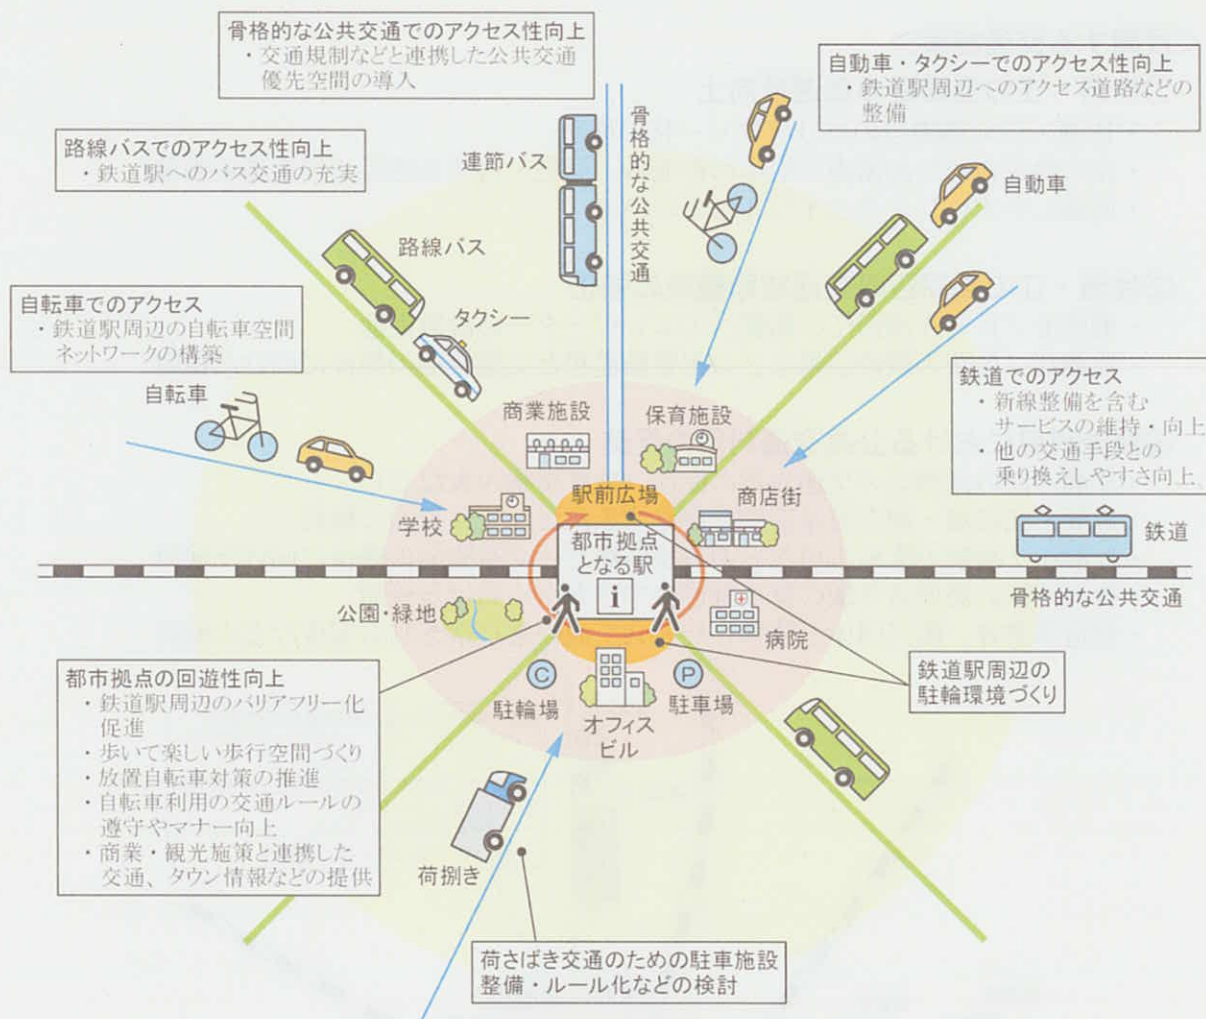 骨格的な公共交通でのアクセス性向上
・交通規制などと連携した公共交通
優先空間の導入
自動車・タクシーでのアクセス性向上
・鉄道駅周辺へのアクセス道路などの
整備
路線バスでのアクセス性向上
・鉄道駅へのバス交通の充実
連節バス
骨格的な公共交通
自動車
路線バス
タクシー
自転車でのアクセス
・鉄道駅周辺の自転車空間
ネットワークの構築
自転車
鉄道でのアクセス
・新線整備を含む
サービスの維持・向上
・他の交通手段との
乗り換えしやすさ向上
商業施設
保育施設
学校
駅前広場
商店街
都市拠点
となる駅
i
鉄道
骨格的な公共交通
公園・緑地
病院
都市拠点の回遊性向上
・鉄道駅周辺のバリアフリー化
促進
・歩いて楽しい歩行空間づくり
・放置自転車対策の推進
・自転車利用の交通ルールの
遵守やマナー向上
・商業・観光施策と連携した
交通、タウン情報などの提供
C
駐輪場
オフィス
ビル
P
駐車場
鉄道駅周辺の
駐輪環境づくり
荷捌き
荷さばき交通のための駐車施設
整備・ルール化などの検討